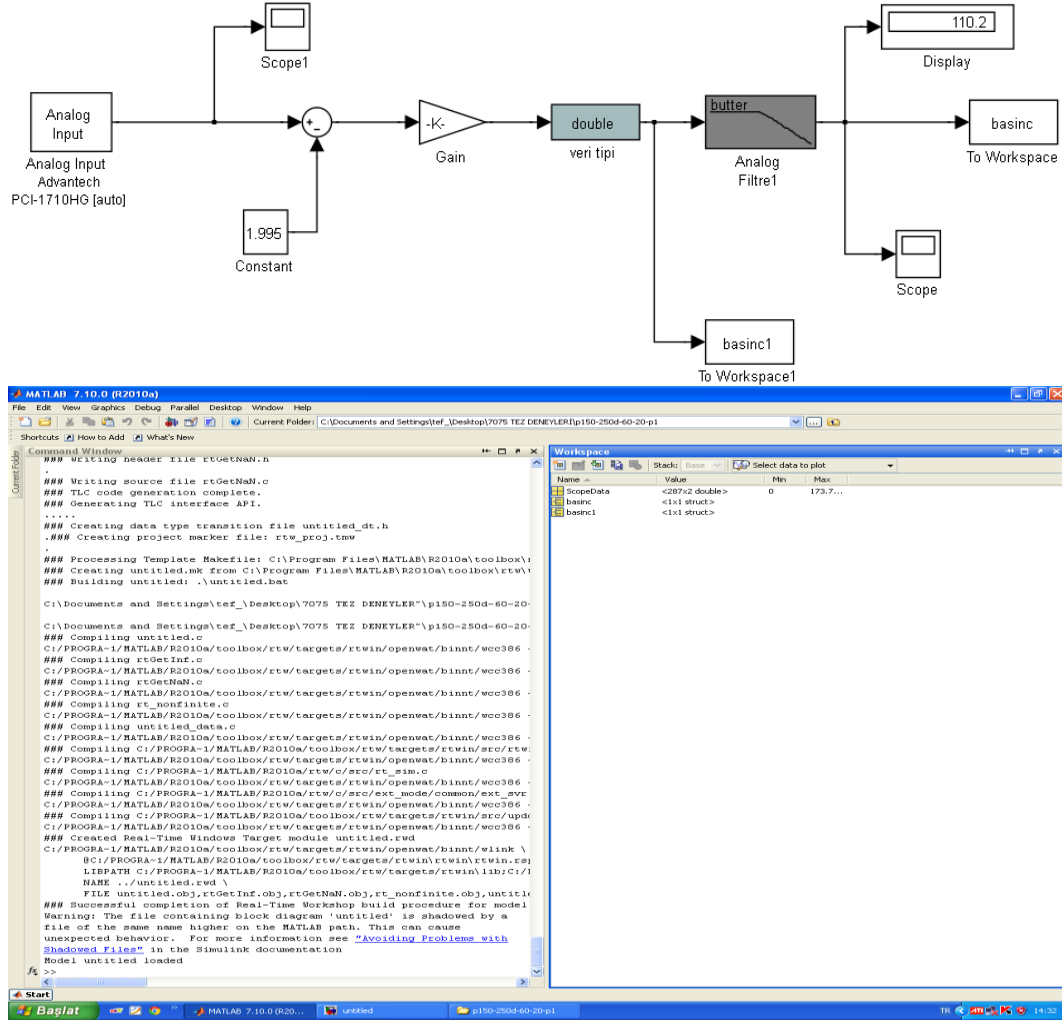 110.2
Display
Scope1
Analog
Input
Analog Input
Advantech
PCI-1710HG [auto]
-K-
Gain
double
veri tipi
butter
Analog
Filtre1
basinc
To Workspace
1.995
Constant
Scope
basinc1
To Workspace1
MATLAB 7.10.0 (R2010a)
File Edit View Graphics Debug Parallel Desktop Window Help
Current Folder: C:\Documents and Settings\tef_\Desktop\7075 TEZ DENEYLERİ\p150-250d-60-20-p1
Shortcuts How to Add What's New
Current Folder
Command Window
### Writing header file rtGetNaN.h
.
### Writing source file rtGetNaN.c
### TLC code generation complete.
### Generating TLC interface API.
.....
### Creating data type transition file untitled_dt.h
.### Creating project marker file: rtw_proj.tmw
.
### Processing Template Makefile: C:\Program Files\MATLAB\R2010a\toolbox\
### Creating untitled.mk from C:\Program Files\MATLAB\R2010a\toolbox\rtw\
### Building untitled: .\untitled.bat
C:\Documents and Settings\tef_\Desktop\7075 TEZ DENEYLER~\p150-250d-60-20-
C:\Documents and Settings\tef_\Desktop\7075 TEZ DENEYLER~\p150-250d-60-20-
### Compiling untitled.c
C:/PROGRA~1/MATLAB/R2010a/toolbox/rtw/targets/rtwin/openwat/binnt/wcc386 -
### Compiling rtGetInf.c
C:/PROGRA~1/MATLAB/R2010a/toolbox/rtw/targets/rtwin/openwat/binnt/wcc386 -
### Compiling rtGetNaN.c
C:/PROGRA~1/MATLAB/R2010a/toolbox/rtw/targets/rtwin/openwat/binnt/wcc386 -
### Compiling rt_nonfinite.c
C:/PROGRA~1/MATLAB/R2010a/toolbox/rtw/targets/rtwin/openwat/binnt/wcc386 -
### Compiling untitled_data.c
C:/PROGRA~1/MATLAB/R2010a/toolbox/rtw/targets/rtwin/openwat/binnt/wcc386 -
### Compiling C:/PROGRA~1/MATLAB/R2010a/toolbox/rtw/targets/rtwin/src/rtwi
C:/PROGRA~1/MATLAB/R2010a/toolbox/rtw/targets/rtwin/openwat/binnt/wcc386 -
### Compiling C:/PROGRA~1/MATLAB/R2010a/rtw/c/src/rt_sim.c
C:/PROGRA~1/MATLAB/R2010a/toolbox/rtw/targets/rtwin/openwat/binnt/wcc386 -
### Compiling C:/PROGRA~1/MATLAB/R2010a/rtw/c/src/ext_mode/common/ext_svr
C:/PROGRA~1/MATLAB/R2010a/toolbox/rtw/targets/rtwin/openwat/binnt/wcc386 -
### Compiling C:/PROGRA~1/MATLAB/R2010a/toolbox/rtw/targets/rtwin/src/upd
C:/PROGRA~1/MATLAB/R2010a/toolbox/rtw/targets/rtwin/openwat/binnt/wcc386 -
### Created Real-Time Windows Target module untitled.rwd
C:/PROGRA~1/MATLAB/R2010a/toolbox/rtw/targets/rtwin/openwat/binnt/wlink \
@C:/PROGRA~1/MATLAB/R2010a/toolbox/rtw/targets/rtwin\rtwin\rtwin.rsp
LIBPATH C:/PROGRA~1/MATLAB/R2010a/toolbox/rtw/targets/rtwin\lib;C:/
NAME ../untitled.rwd \
FILE untitled.obj,rtGetInf.obj,rtGetNaN.obj,rt_nonfinite.obj,untitle
### Successful completion of Real-Time Workshop build procedure for model
Warning: The file containing block diagram 'untitled' is shadowed by a
file of the same name higher on the MATLAB path. This can cause
unexpected behavior. For more information see "Avoiding Problems with
Shadowed Files" in the Simulink documentation
Model untitled loaded
fx >>
Workspace
Stack: Base Select data to plot
Name Value Min Max
ScopeData <287x2 double> 0 173.7...
basinc <1x1 struct>
basinc1 <1x1 struct>
Start
Başlat MATLAB 7.10.0 (R20... untitled p150-250d-60-20-p1 TR ATI 14:32